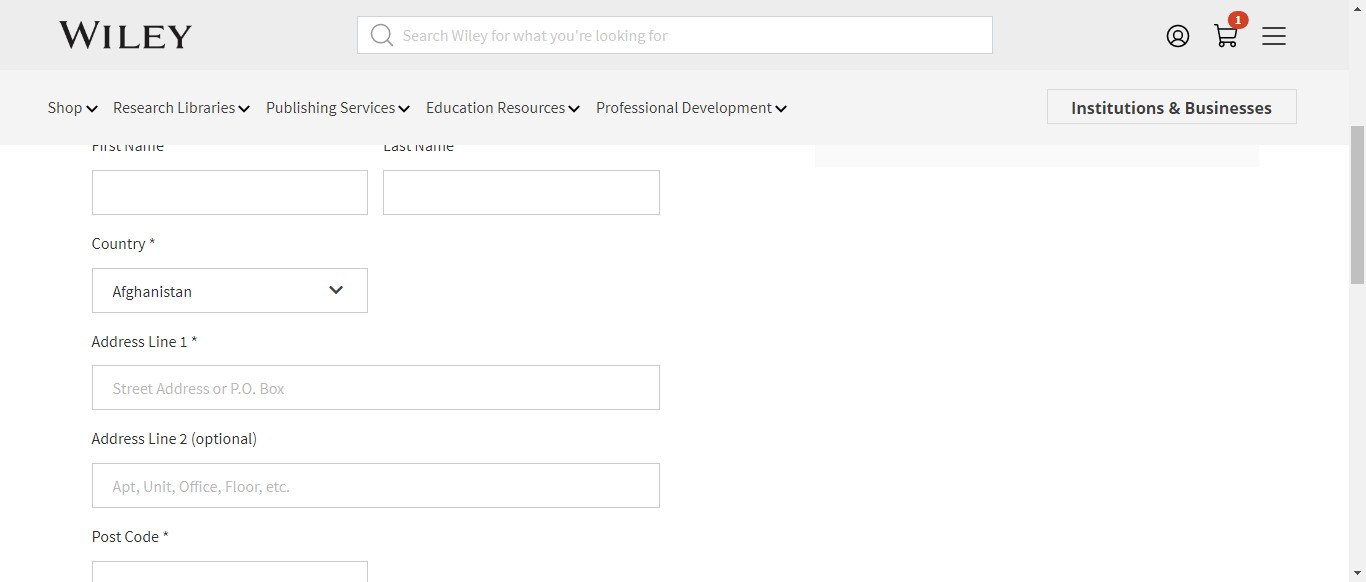 WILEY
Search Wiley for what you're looking for
1
Shop
Research Libraries
Publishing Services
Education Resources
Professional Development
Institutions & Businesses
First Name
Last Name
Country *
Afghanistan
Address Line 1 *
Street Address or P.O. Box
Address Line 2 (optional)
Apt, Unit, Office, Floor, etc.
Post Code *